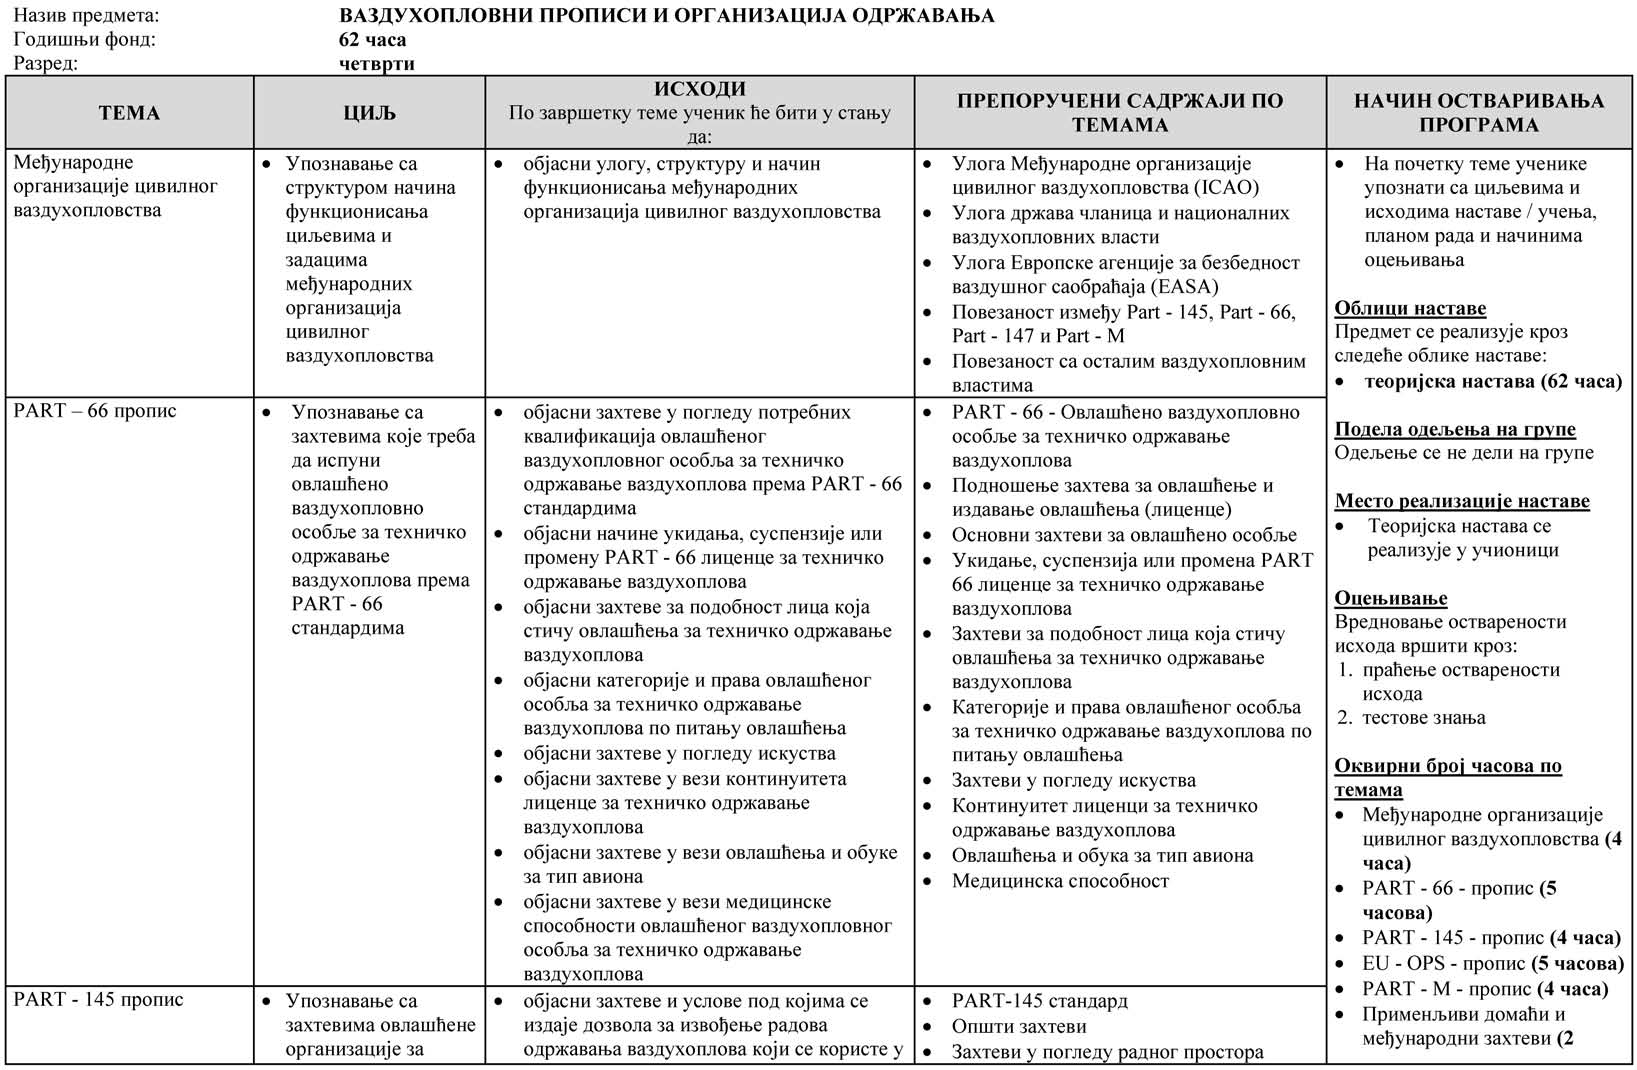 Назив предмета: ВАЗДУХОПЛОВНИ ПРОПИСИ И ОРГАНИЗАЦИЈА ОДРЖАВАЊА
Годишњи фонд: 62 часа
Разред: четврти
ТЕМА
ЦИЉ
ИСХОДИ
По завршетку теме ученик ће бити у стању
да:
ПРЕПОРУЧЕНИ САДРЖАЈИ ПО
ТЕМАМА
НАЧИН ОСТВАРИВАЊА
ПРОГРАМА
Међународне
организације цивилног
ваздухопловства
• Упознавање са
структуром начина
функционисања
циљевима и
задацима
међународних
организација
цивилног
ваздухопловства
• објасни улогу, структуру и начин
функционисања међународних
организација цивилног ваздухопловства
• Улога Међународне организације
цивилног ваздухопловства (ICAO)
• Улога држава чланица и националних
ваздухопловних власти
• Улога Европске агенције за безбедност
ваздушног саобраћаја (EASA)
• Повезаност између Part - 145, Part - 66,
Part - 147 и Part - M
• Повезаност са осталим ваздухопловним
властима
PART – 66 пропис
• Упознавање са
захтевима које треба
да испуни
овлашћено
ваздухопловно
особље за техничко
одржавање
ваздухоплова према
PART - 66
стандардима
• објасни захтеве у погледу потребних
квалификација овлашћеног
ваздухопловног особља за техничко
одржавање ваздухоплова према PART - 66
стандардима
• објасни начине укидања, суспензије или
промену PART - 66 лиценце за техничко
одржавање ваздухоплова
• објасни захтеве за подобност лица која
стичу овлашћења за техничко одржавање
ваздухоплова
• објасни категорије и права овлашћеног
особља за техничко одржавање
ваздухоплова по питању овлашћења
• објасни захтеве у погледу искуства
• објасни захтеве у вези континуитета
лиценце за техничко одржавање
ваздухоплова
• објасни захтеве у вези овлашћења и обуке
за тип авиона
• објасни захтеве у вези медицинске
способности овлашћеног ваздухопловног
особља за техничко одржавање
ваздухоплова
• PART - 66 - Овлашћено ваздухопловно
особље за техничко одржавање
ваздухоплова
• Подношење захтева за овлашћење и
издавање овлашћења (лиценце)
• Основни захтеви за овлашћено особље
• Укидање, суспензија или промена PART
66 лиценце за техничко одржавање
ваздухоплова
• Захтеви за подобност лица која стичу
овлашћења за техничко одржавање
ваздухоплова
• Категорије и права овлашћеног особља
за техничко одржавање ваздухоплова по
питању овлашћења
• Захтеви у погледу искуства
• Континуитет лиценци за техничко
одржавање ваздухоплова
• Овлашћења и обука за тип авиона
• Медицинска способност
PART - 145 пропис
• Упознавање са
захтевима овлашћене
организације за
• објасни захтеве и услове под којима се
издаје дозвола за извођење радова
одржавања ваздухоплова који се користе у
• PART-145 стандард
• Општи захтеви
• Захтеви у погледу радног простора
• На почетку теме ученике
упознати са циљевима и
исходима наставе / учења,
планом рада и начинима
оцењивања
Облици наставе
Предмет се реализује кроз
следеће облике наставе:
• теоријска настава (62 часа)
Подела одељења на групе
Одељење се не дели на групе
Место реализације наставе
• Теоријска настава се
реализује у учионици
Оцењивање
Вредновање остварености
исхода вршити кроз:
1. праћење остварености
исхода
2. тестове знања
Оквирни број часова по
темама
• Међународне организације
цивилног ваздухопловства (4
часа)
• PART - 66 - пропис (5
часова)
• PART - 145 - пропис (4 часа)
• EU - OPS - пропис (5 часова)
• PART - M - пропис (4 часа)
• Применљиви домаћи и
међународни захтеви (2